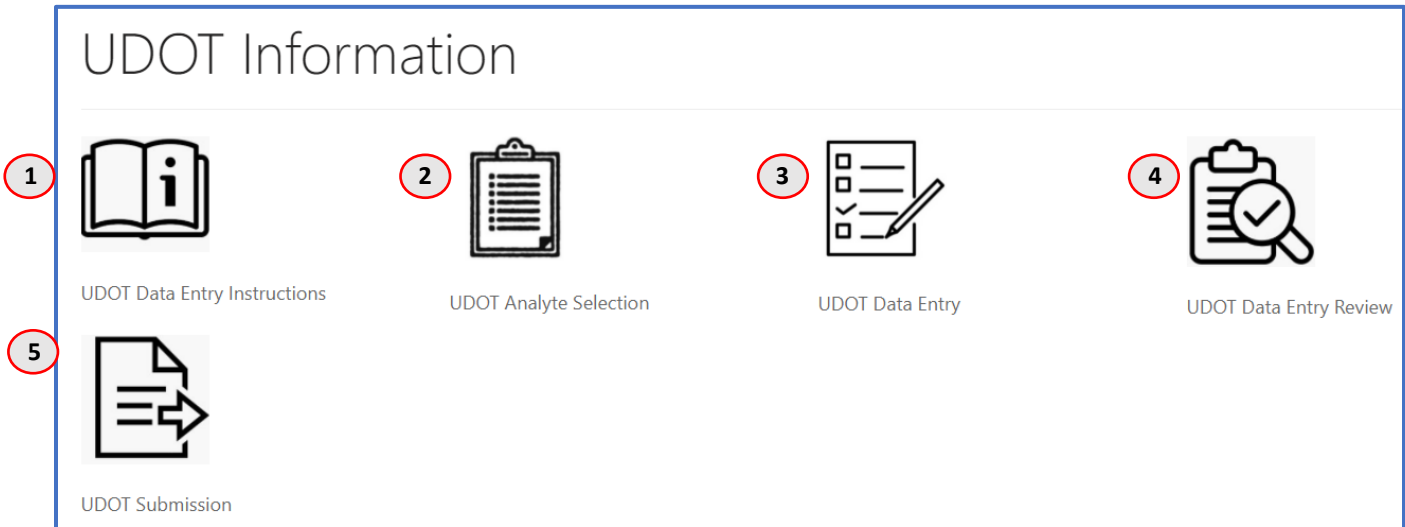 UDOT Information
1
2
3
4
i
UDOT Data Entry Instructions
UDOT Analyte Selection
UDOT Data Entry
UDOT Data Entry Review
5
UDOT Submission